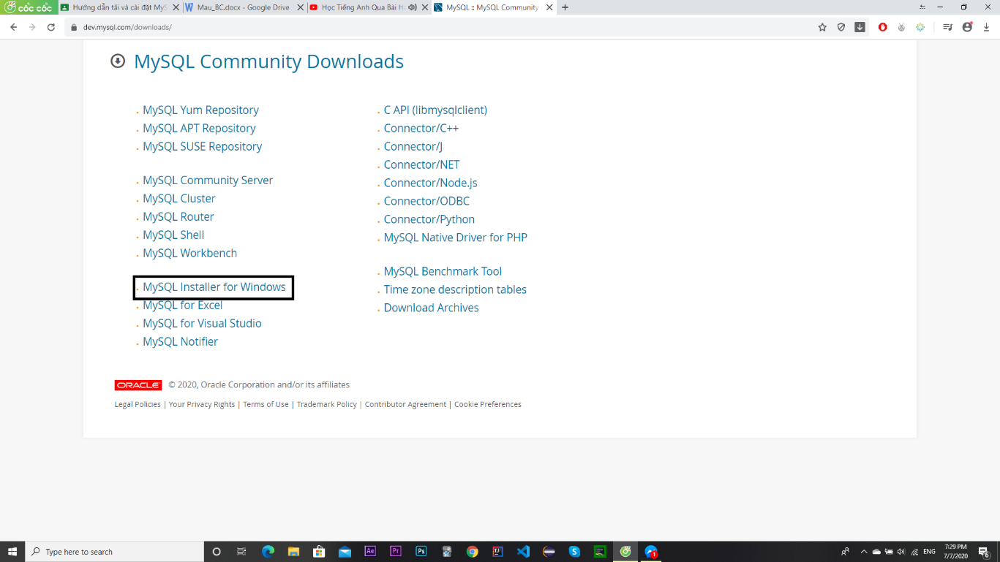 cốc cốc
Hướng dẫn tải và cài đặt MyS
Mau_BC.docx - Google Drive
Học Tiếng Anh Qua Bài H
MySQL :: MySQL Community
dev.mysql.com/downloads/
MySQL Community Downloads
MySQL Yum Repository
MySQL APT Repository
MySQL SUSE Repository
MySQL Community Server
MySQL Cluster
MySQL Router
MySQL Shell
MySQL Workbench
MySQL Installer for Windows
MySQL for Excel
MySQL for Visual Studio
MySQL Notifier
C API (libmysqlclient)
Connector/C++
Connector/J
Connector/NET
Connector/Node.js
Connector/ODBC
Connector/Python
MySQL Native Driver for PHP
MySQL Benchmark Tool
Time zone description tables
Download Archives
ORACLE © 2020, Oracle Corporation and/or its affiliates
Legal Policies | Your Privacy Rights | Terms of Use | Trademark Policy | Contributor Agreement | Cookie Preferences
Type here to search
Ae
Pr
Ps
IJ
S
1
ENG
7:29 PM
7/7/2020
6